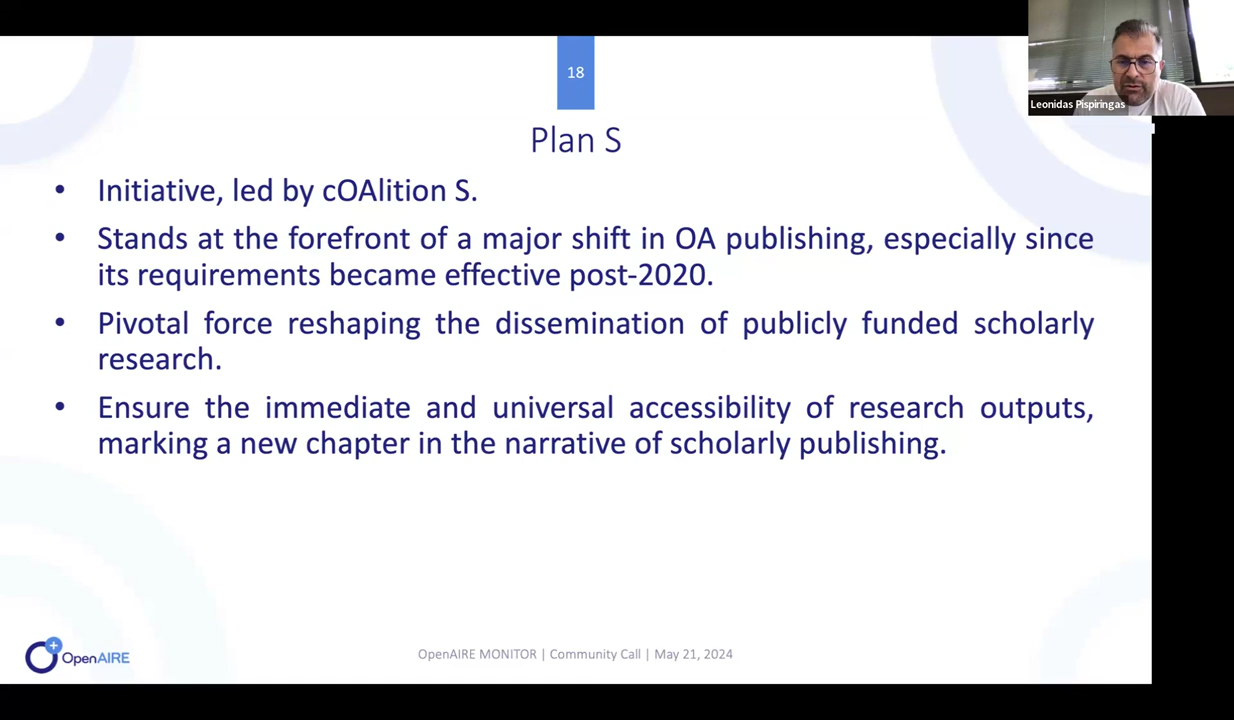 18
Leonidas Pispiringas
Plan S
• Initiative, led by cOAlition S.
• Stands at the forefront of a major shift in OA publishing, especially since
its requirements became effective post-2020.
• Pivotal force reshaping the dissemination of publicly funded scholarly
research.
• Ensure the immediate and universal accessibility of research outputs,
marking a new chapter in the narrative of scholarly publishing.
OpenAIRE
OpenAIRE MONITOR | Community Call | May 21, 2024